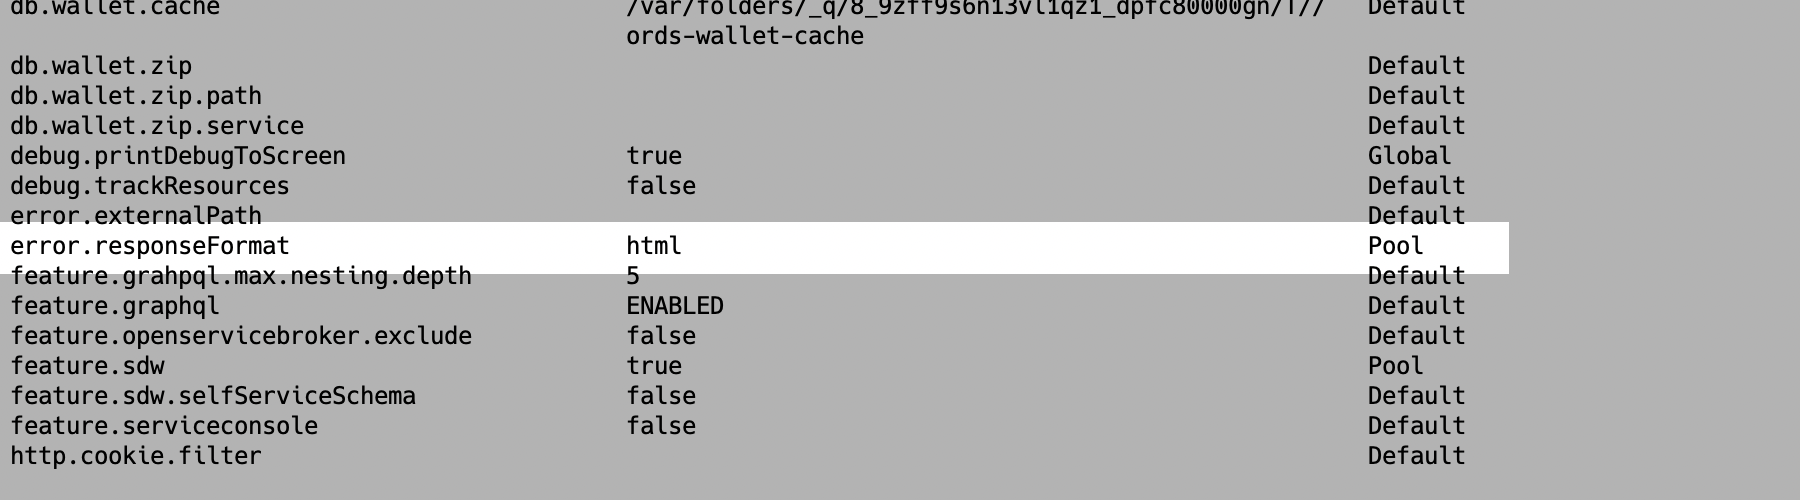 db.wallet.cache /var/folders/_q/8_9zff9s6n13vl1qz1_dpfc80000gn/T// Default
ords-wallet-cache
db.wallet.zip Default
db.wallet.zip.path Default
db.wallet.zip.service Default
debug.printDebugToScreen true Global
debug.trackResources false Default
error.externalPath Default
error.responseFormat html Pool
feature.grahpql.max.nesting.depth 5 Default
feature.graphql ENABLED Default
feature.openservicebroker.exclude false Default
feature.sdw true Pool
feature.sdw.selfServiceSchema false Default
feature.serviceconsole false Default
http.cookie.filter Default